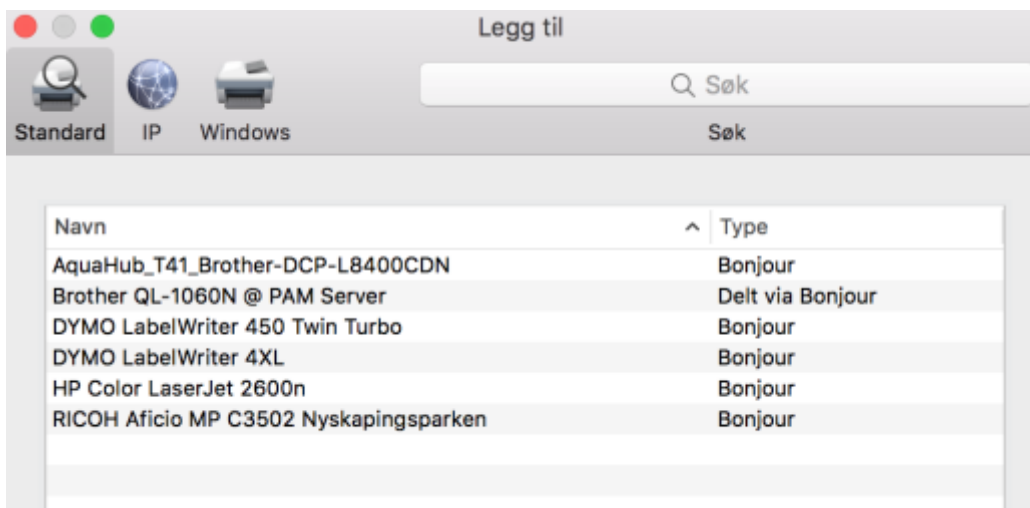 Legg til
Søk
Standard IP Windows Søk
Navn Type
AquaHub_T41_Brother-DCP-L8400CDN Bonjour
Brother QL-1060N @ PAM Server Delt via Bonjour
DYMO LabelWriter 450 Twin Turbo Bonjour
DYMO LabelWriter 4XL Bonjour
HP Color LaserJet 2600n Bonjour
RICOH Aficio MP C3502 Nyskapingsparken Bonjour